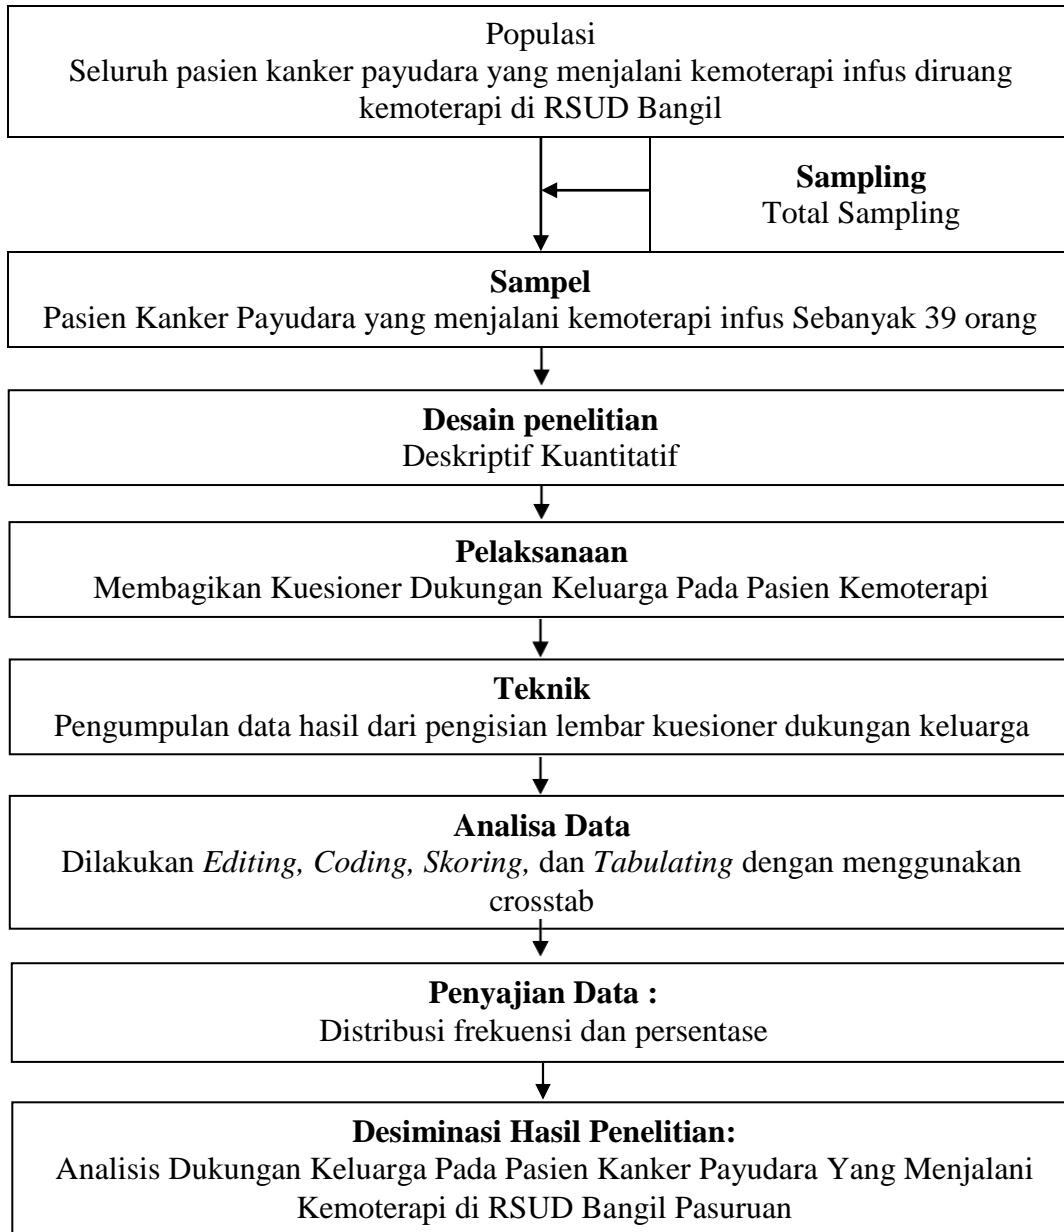 Populasi
Seluruh pasien kanker payudara yang menjalani kemoterapi infus diruang
kemoterapi di RSUD Bangil
Sampling
Total Sampling
Sampel
Pasien Kanker Payudara yang menjalani kemoterapi infus Sebanyak 39 orang
Desain penelitian
Deskriptif Kuantitatif
Pelaksanaan
Membagikan Kuesioner Dukungan Keluarga Pada Pasien Kemoterapi
Teknik
Pengumpulan data hasil dari pengisian lembar kuesioner dukungan keluarga
Analisa Data
Dilakukan Editing, Coding, Skoring, dan Tabulating dengan menggunakan
crosstab
Penyajian Data :
Distribusi frekuensi dan persentase
Desiminasi Hasil Penelitian:
Analisis Dukungan Keluarga Pada Pasien Kanker Payudara Yang Menjalani
Kemoterapi di RSUD Bangil Pasuruan